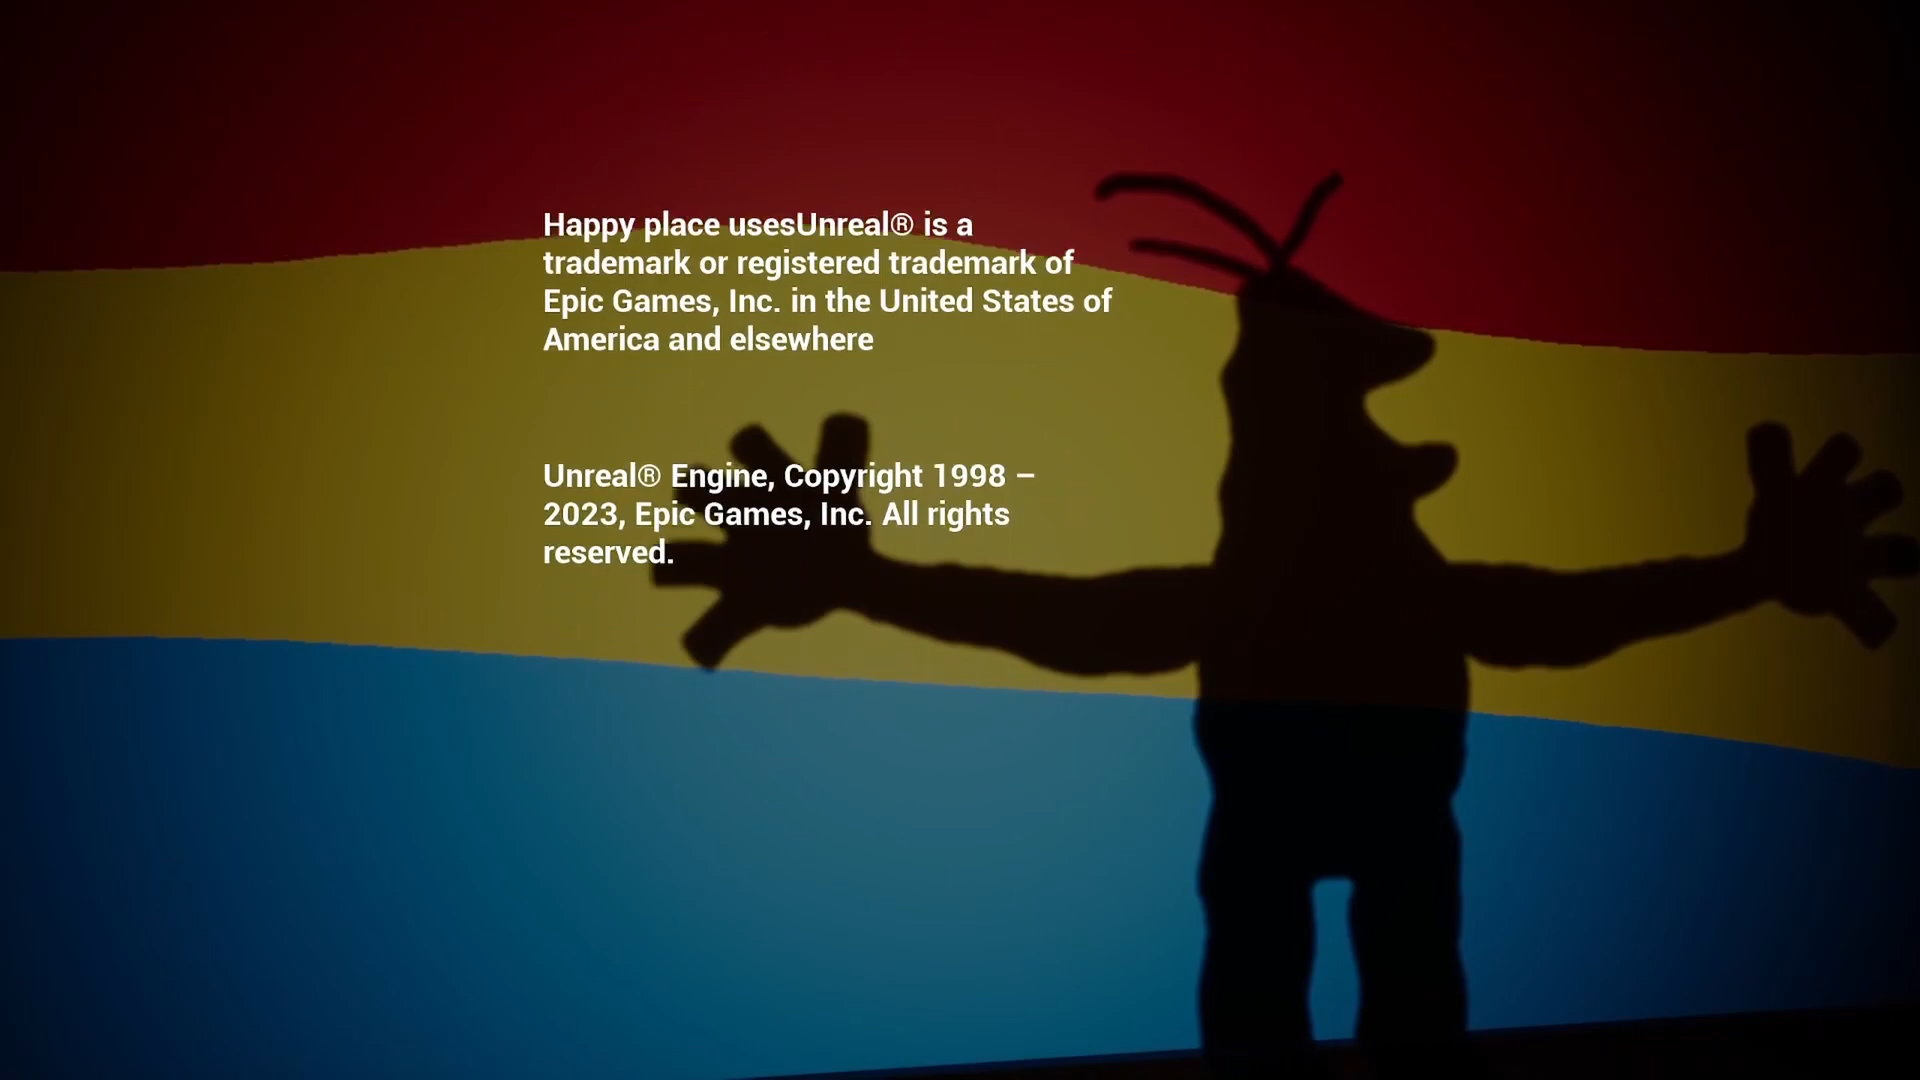 Happy place usesUnreal® is a
trademark or registered trademark of
Epic Games, Inc. in the United States of
America and elsewhere
Unreal® Engine, Copyright 1998 –
2023, Epic Games, Inc. All rights
reserved.